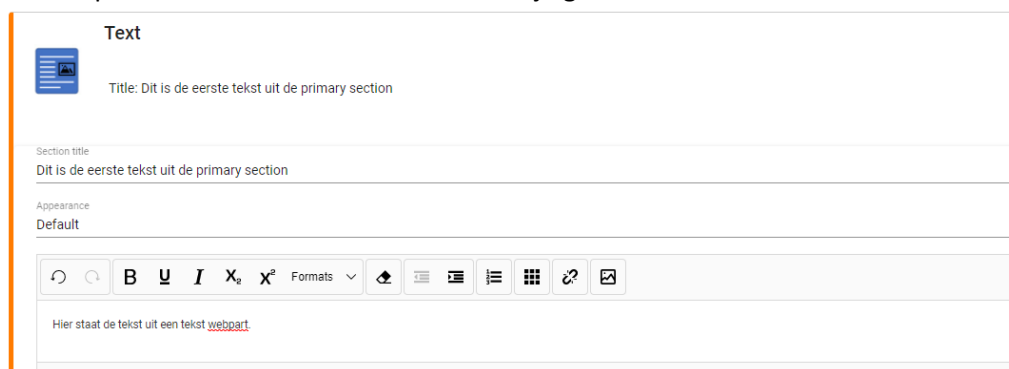 Text
Title: Dit is de eerste tekst uit de primary section
Section title
Dit is de eerste tekst uit de primary section
Appearance
Default
B U I X₂ X² Formats
Hier staat de tekst uit een tekst webpart.